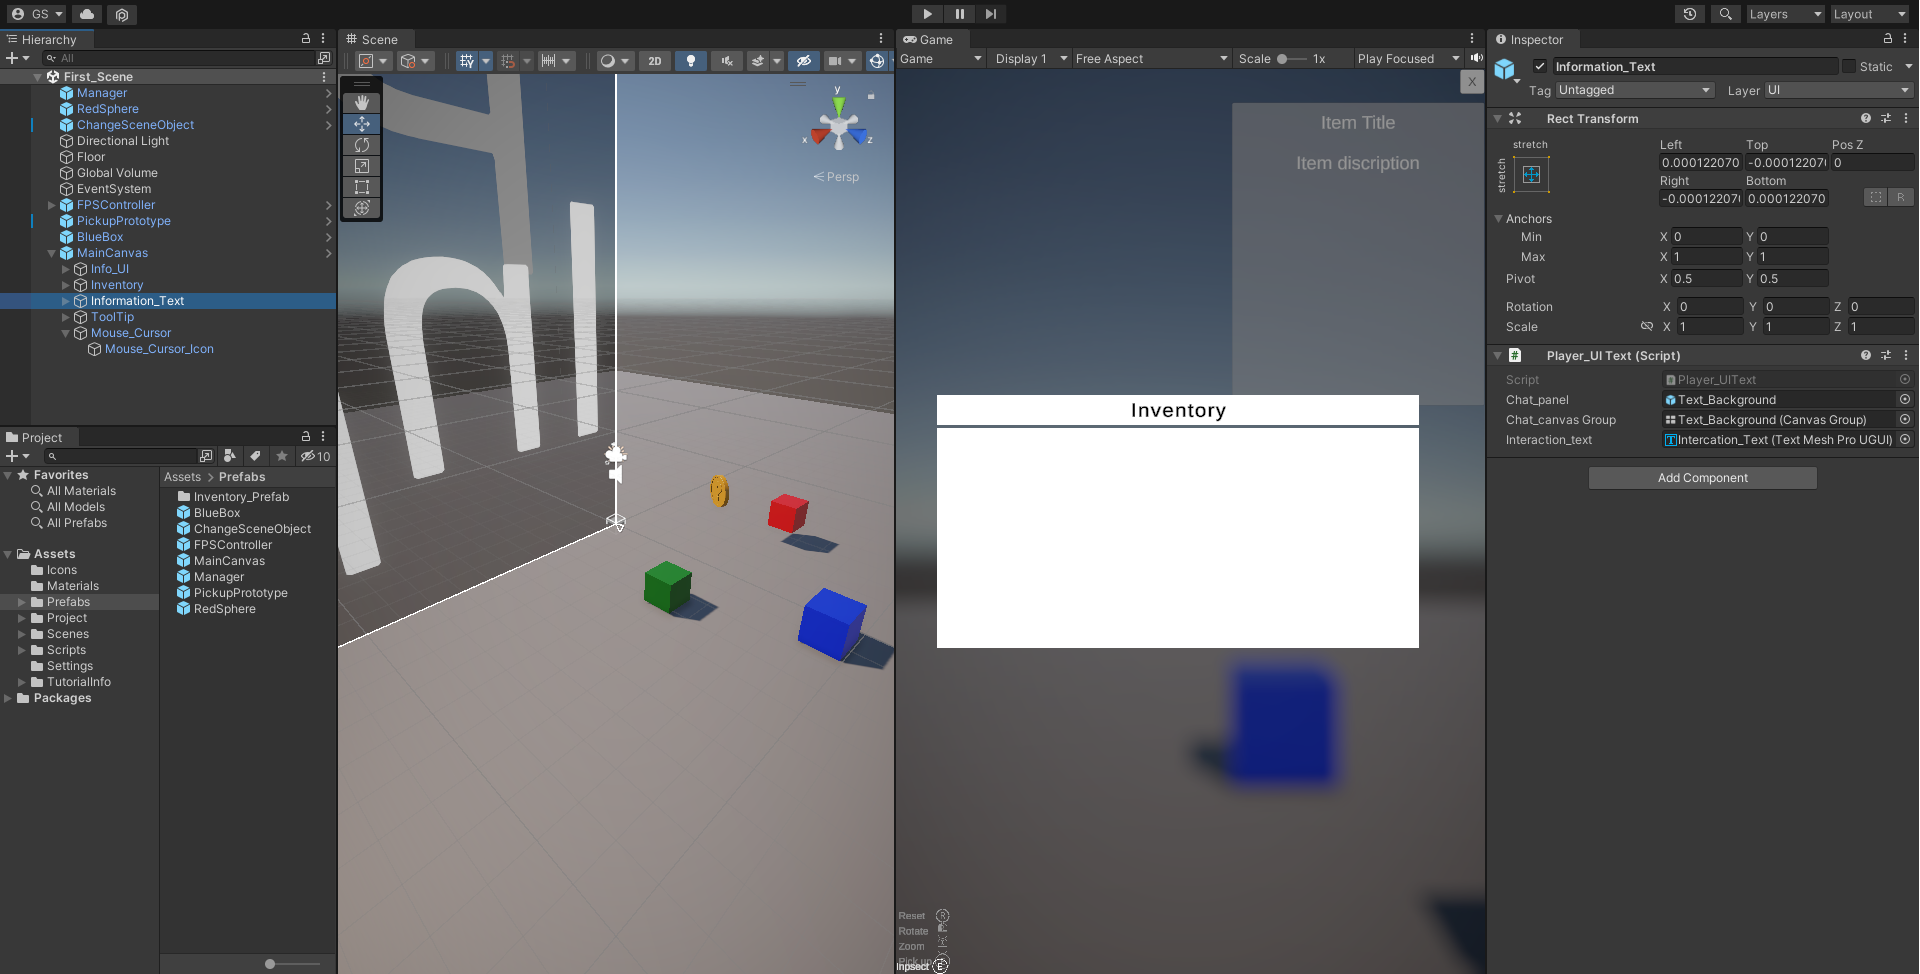 GS
Layers
Layout
Hierarchy
All
First_Scene
Manager
RedSphere
ChangeSceneObject
Directional Light
Floor
Global Volume
EventSystem
FPSController
PickupPrototype
BlueBox
MainCanvas
Info_UI
Inventory
Information_Text
ToolTip
Mouse_Cursor
Mouse_Cursor_Icon
Project
10
Favorites
All Materials
All Models
All Prefabs
Assets
Icons
Materials
Prefabs
Project
Scenes
Scripts
Settings
TutorialInfo
Packages
Assets > Prefabs
Inventory_Prefab
BlueBox
ChangeSceneObject
FPSController
MainCanvas
Manager
PickupPrototype
RedSphere
Scene
2D
y
x
z
Persp
Game
Game
Display 1
Free Aspect
Scale
1x
Play Focused
X
Item Title
Item discription
Inventory
Reset R
Rotate
Zoom
Pick up
Inpsect E
Inspector
Information_Text
Static
Tag Untagged
Layer UI
Rect Transform
stretch
stretch
Left Top Pos Z
0.000122070 -0.00012207 0
Right Bottom
-0.00012207 0.000122070
R
Anchors
Min X 0 Y 0
Max X 1 Y 1
Pivot X 0.5 Y 0.5
Rotation X 0 Y 0 Z 0
Scale X 1 Y 1 Z 1
Player_UI Text (Script)
Script Player_UIText
Chat_panel Text_Background
Chat_canvas Group Text_Background (Canvas Group)
Interaction_text Intercation_Text (Text Mesh Pro UGUI)
Add Component